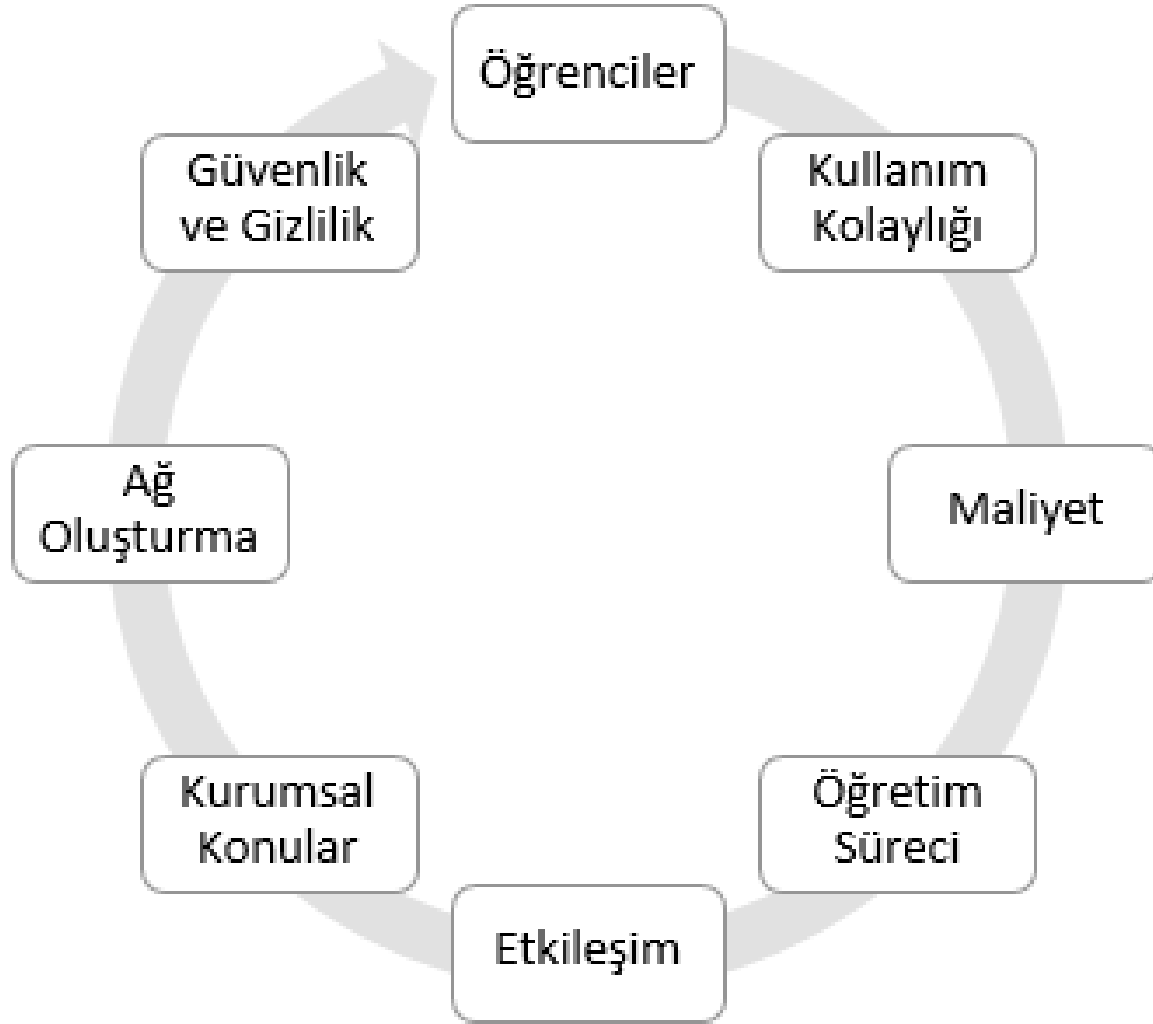 Öğrenciler
Kullanım
Kolaylığı
Maliyet
Öğretim
Süreci
Etkileşim
Kurumsal
Konular
Ağ
Oluşturma
Güvenlik
ve Gizlilik